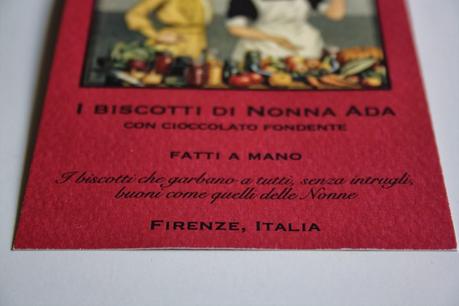 I BISCOTTI DI NONNA ADA
CON CIOCCOLATO FONDENTE
FATTI A MANO
I biscotti che garbano a tutti, senza intrugli,
buoni come quelli delle Nonne
FIRENZE, ITALIA